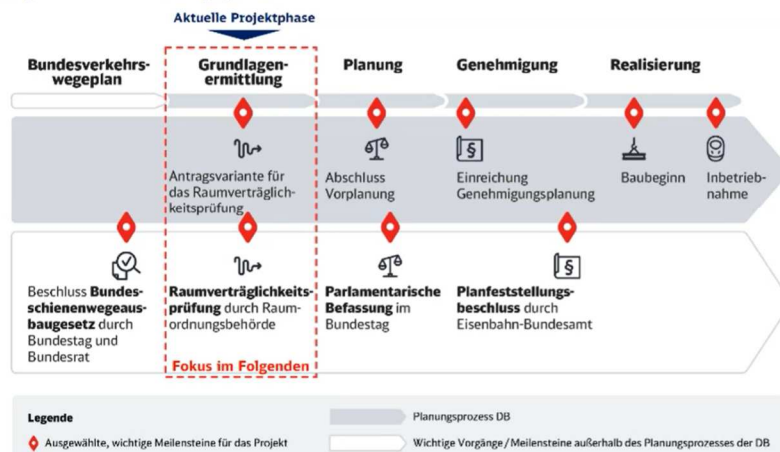 Aktuelle Projektphase
Bundesverkehrs-
wegeplan
Grundlagen-
ermittlung
Planung
Genehmigung
Realisierung
Antragsvariante für
das Raumverträglich-
keitsprüfung
Abschluss
Vorplanung
§
Einreichung
Genehmigungsplanung
Baubeginn
Inbetrieb-
nahme
Beschluss Bundes-
schienenwegeaus-
baugesetz durch
Bundestag und
Bundesrat
Raumverträglichkeits-
prüfung durch Raum-
ordnungsbehörde
Fokus im Folgenden
Parlamentarische
Befassung im
Bundestag
§
Planfeststellungs-
beschluss durch
Eisenbahn-Bundesamt
Legende
Ausgewählte, wichtige Meilensteine für das Projekt
Planungsprozess DB
Wichtige Vorgänge/Meilensteine außerhalb des Planungsprozesses der DB